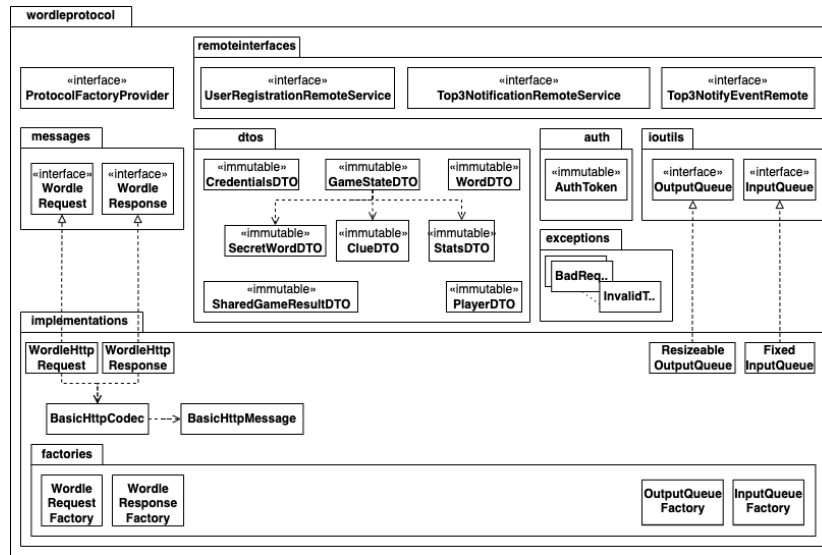 wordleprotocol
remoteinterfaces
«interface»
ProtocolFactoryProvider
«interface»
UserRegistrationRemoteService
«interface»
Top3NotificationRemoteService
«interface»
Top3NotifyEventRemote
messages
«interface»
Wordle
Request
«interface»
Wordle
Response
dtos
«immutable»
CredentialsDTO
«immutable»
GameStateDTO
«immutable»
WordDTO
«immutable»
SecretWordDTO
«immutable»
ClueDTO
«immutable»
StatsDTO
«immutable»
SharedGameResultDTO
«immutable»
PlayerDTO
auth
«immutable»
AuthToken
ioutils
«interface»
OutputQueue
«interface»
InputQueue
exceptions
BadReq..
InvalidT..
implementations
WordleHttp
Request
WordleHttp
Response
Resizeable
OutputQueue
Fixed
InputQueue
BasicHttpCodec
BasicHttpMessage
factories
Wordle
Request
Factory
Wordle
Response
Factory
OutputQueue
Factory
InputQueue
Factory